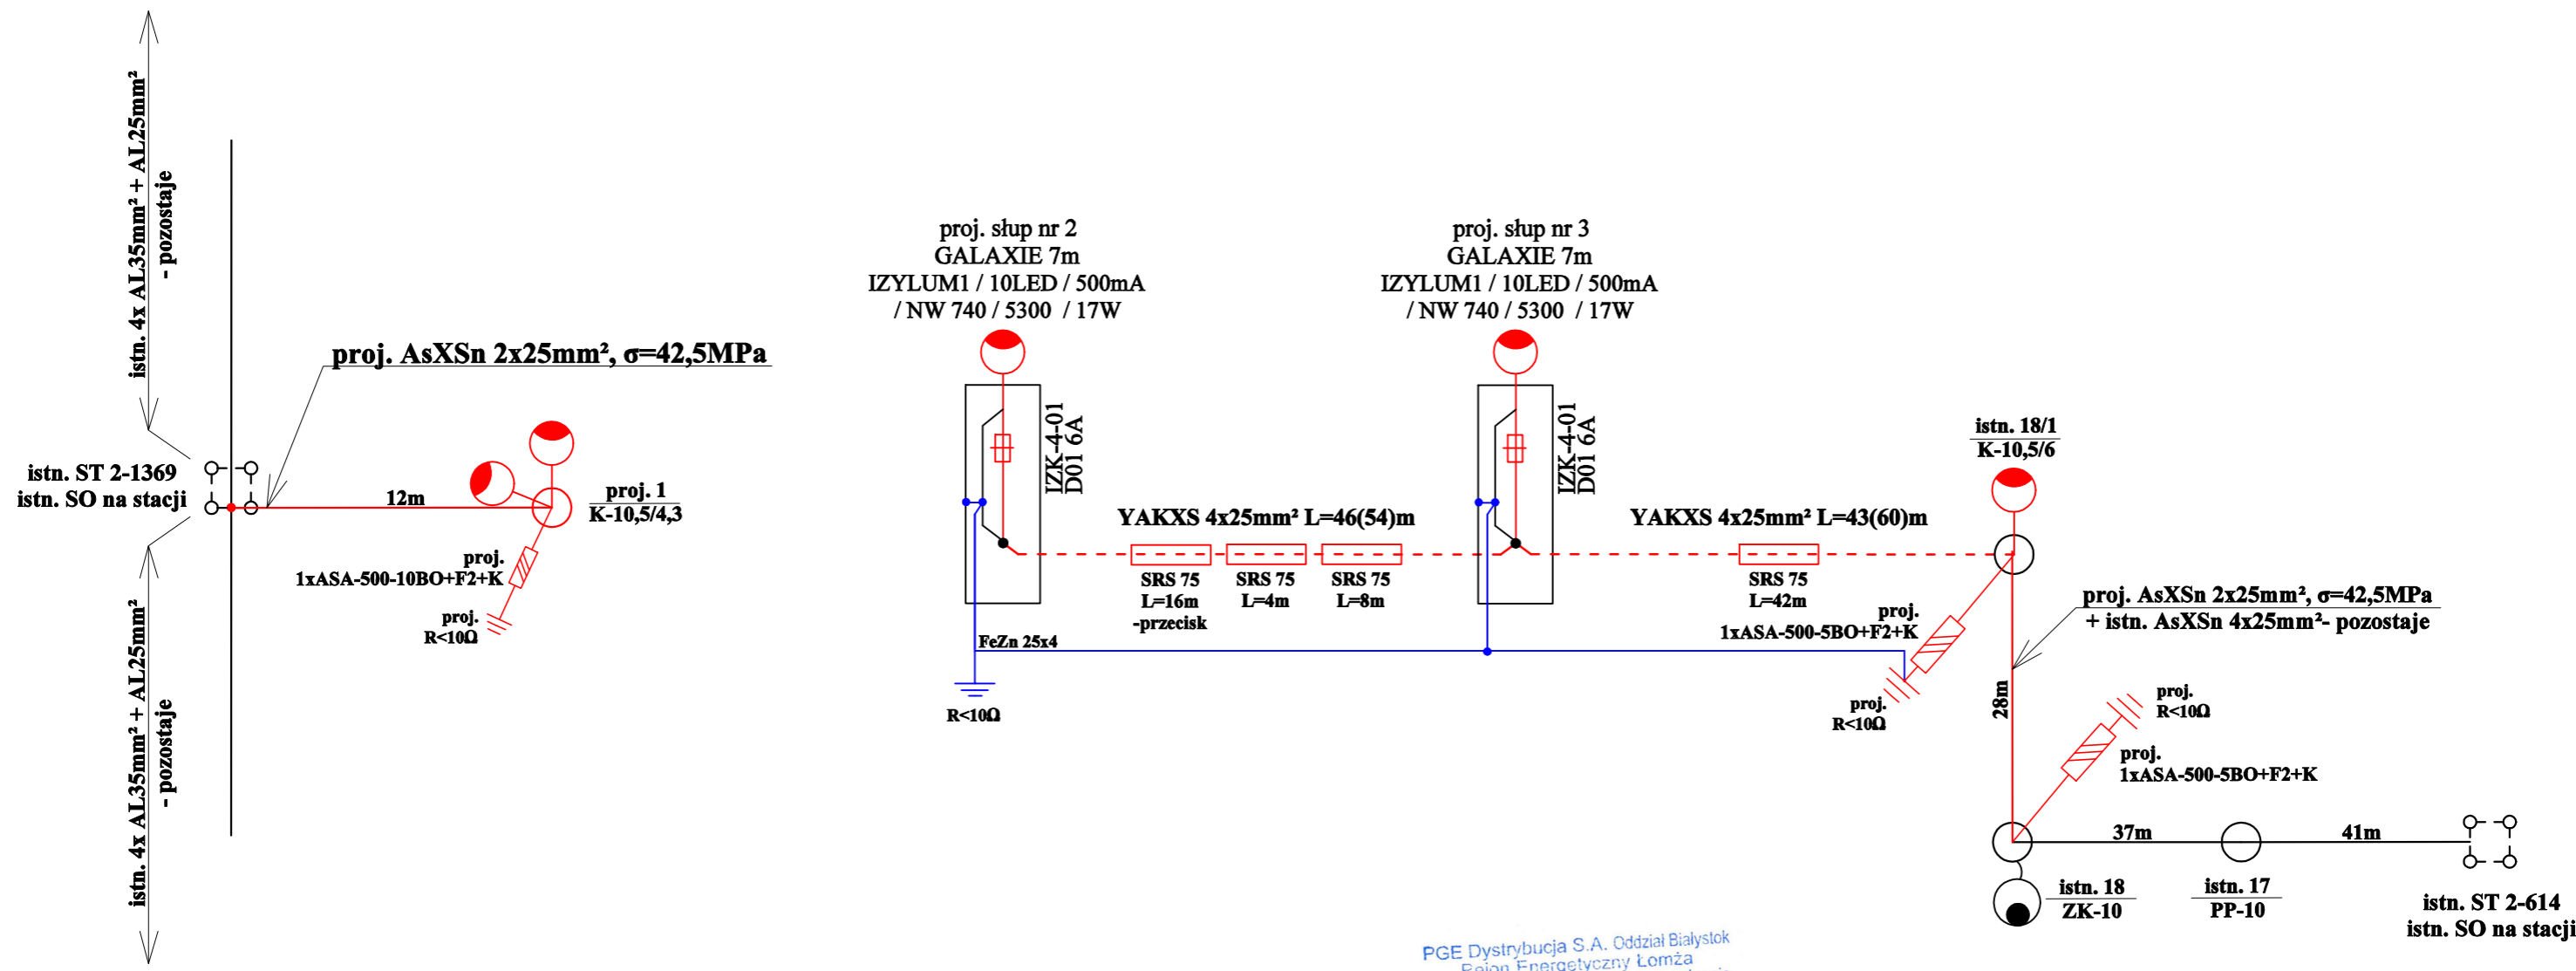 istn. 4x AL35mm² + AL25mm²
- pozostaje
istn. ST 2-1369
istn. SO na stacji
istn. 4x AL35mm² + AL25mm²
- pozostaje
proj. AsXSn 2x25mm², σ=42,5MPa
12m
proj. 1
K-10,5/4,3
proj.
1xASA-500-10BO+F2+K
proj.
R<10Ω
proj. słup nr 2
GALAXIE 7m
IZYLUM1 / 10LED / 500mA
/ NW 740 / 5300 / 17W
IZK-4-01
D01 6A
YAKXS 4x25mm² L=46(54)m
SRS 75
L=16m
-przecisk
SRS 75
L=4m
SRS 75
L=8m
FeZn 25x4
R<10Ω
proj. słup nr 3
GALAXIE 7m
IZYLUM1 / 10LED / 500mA
/ NW 740 / 5300 / 17W
IZK-4-01
D01 6A
YAKXS 4x25mm² L=43(60)m
SRS 75
L=42m
istn. 18/1
K-10,5/6
proj.
1xASA-500-5BO+F2+K
proj.
R<10Ω
proj. AsXSn 2x25mm², σ=42,5MPa
+ istn. AsXSn 4x25mm²- pozostaje
28m
proj.
R<10Ω
proj.
1xASA-500-5BO+F2+K
37m
41m
istn. 18
ZK-10
istn. 17
PP-10
istn. ST 2-614
istn. SO na stacji
PGE Dystrybucja S.A. Oddział Białystok
Rejon Energetyczny Łomża